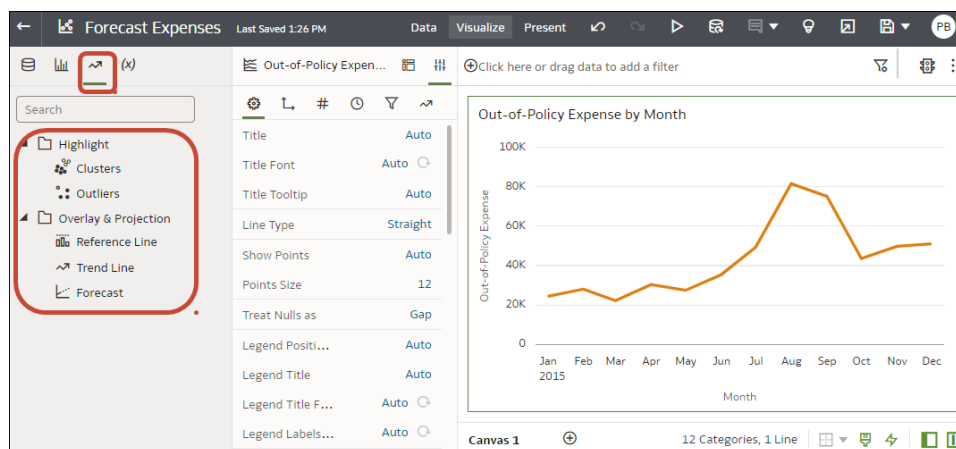 Forecast Expenses Last Saved 1:26 PM Data Visualize Present PB
(x) Out-of-Policy Expen... Click here or drag data to add a filter
Search
Highlight
Clusters
Outliers
Overlay & Projection
Reference Line
Trend Line
Forecast
#
Title Auto
Title Font Auto
Title Tooltip Auto
Line Type Straight
Show Points Auto
Points Size 12
Treat Nulls as Gap
Legend Positi... Auto
Legend Title Auto
Legend Title F... Auto
Legend Labels... Auto
Out-of-Policy Expense by Month
Out-of-Policy Expense
100K
80K
60K
40K
20K
0
Jan Feb Mar Apr May Jun Jul Aug Sep Oct Nov Dec
2015
Month
Canvas 1 12 Categories, 1 Line